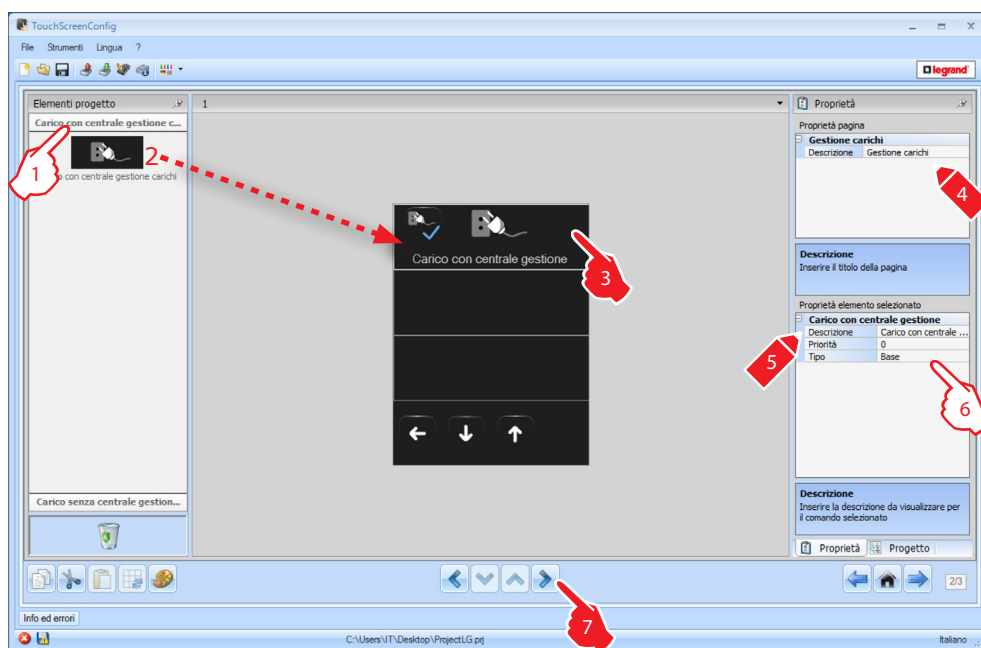 TouchScreenConfig
File Strumenti Lingua ?
legrand
Elementi progetto
1
Proprietà
Carico con centrale gestione c...
1
2
con centrale gestione carichi
Carico con centrale gestione
3
Proprietà pagina
Gestione carichi
Descrizione Gestione carichi
4
Descrizione
Inserire il titolo della pagina
Proprietà elemento selezionato
Carico con centrale gestione
Descrizione Carico con centrale ...
Priorità 0
Tipo Base
5
6
Carico senza centrale gestion...
Descrizione
Inserire la descrizione da visualizzare per
il comando selezionato
Proprietà Progetto
2/3
7
Info ed errori
C:\Users\IT\Desktop\ProjectLG.prj
Italiano